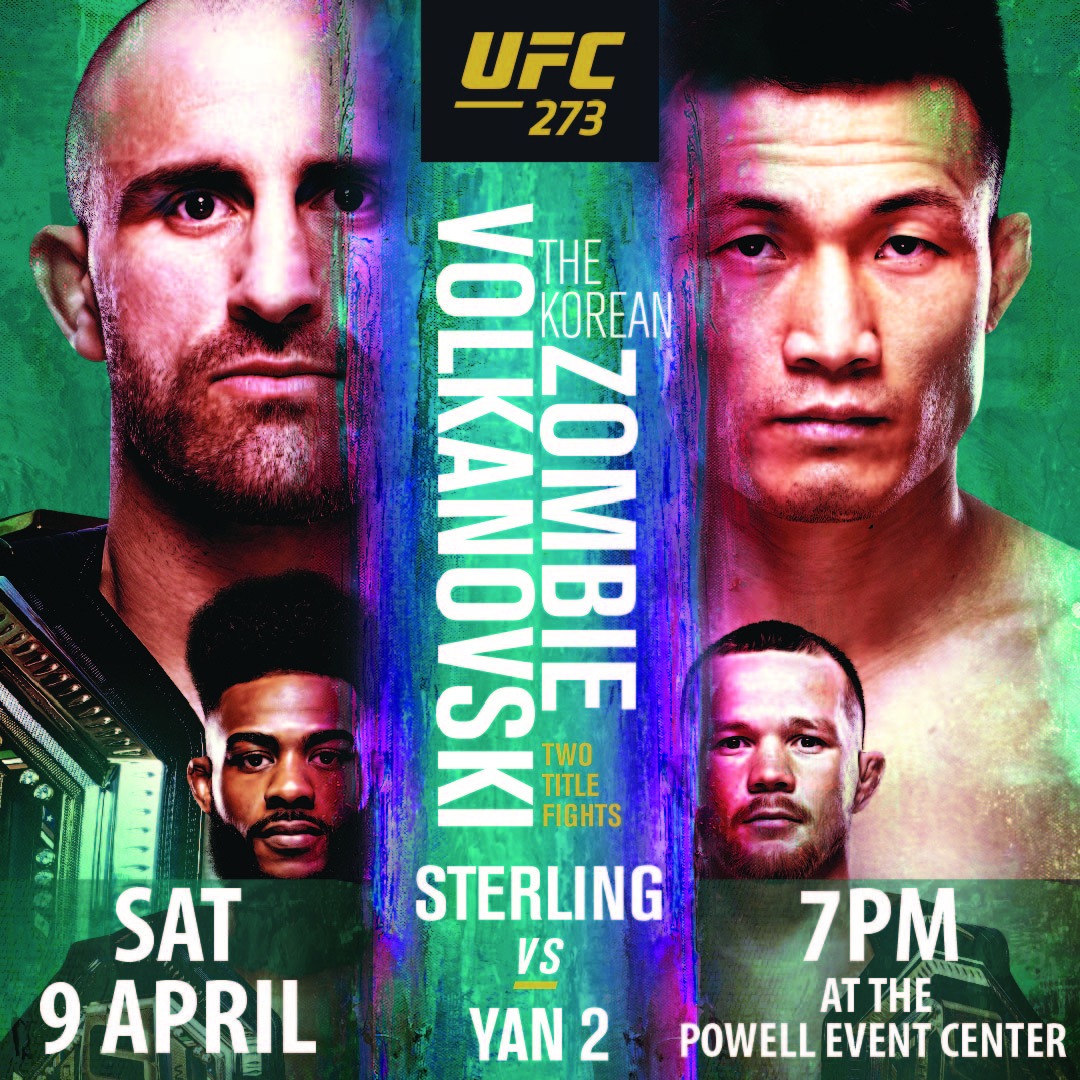 UFC
273
VOLKANOVSKI
THE
KOREAN
ZOMBIE
TWO
TITLE
FIGHTS
STERLING
VS
YAN 2
SAT
9 APRIL
7PM
AT THE
POWELL EVENT CENTER